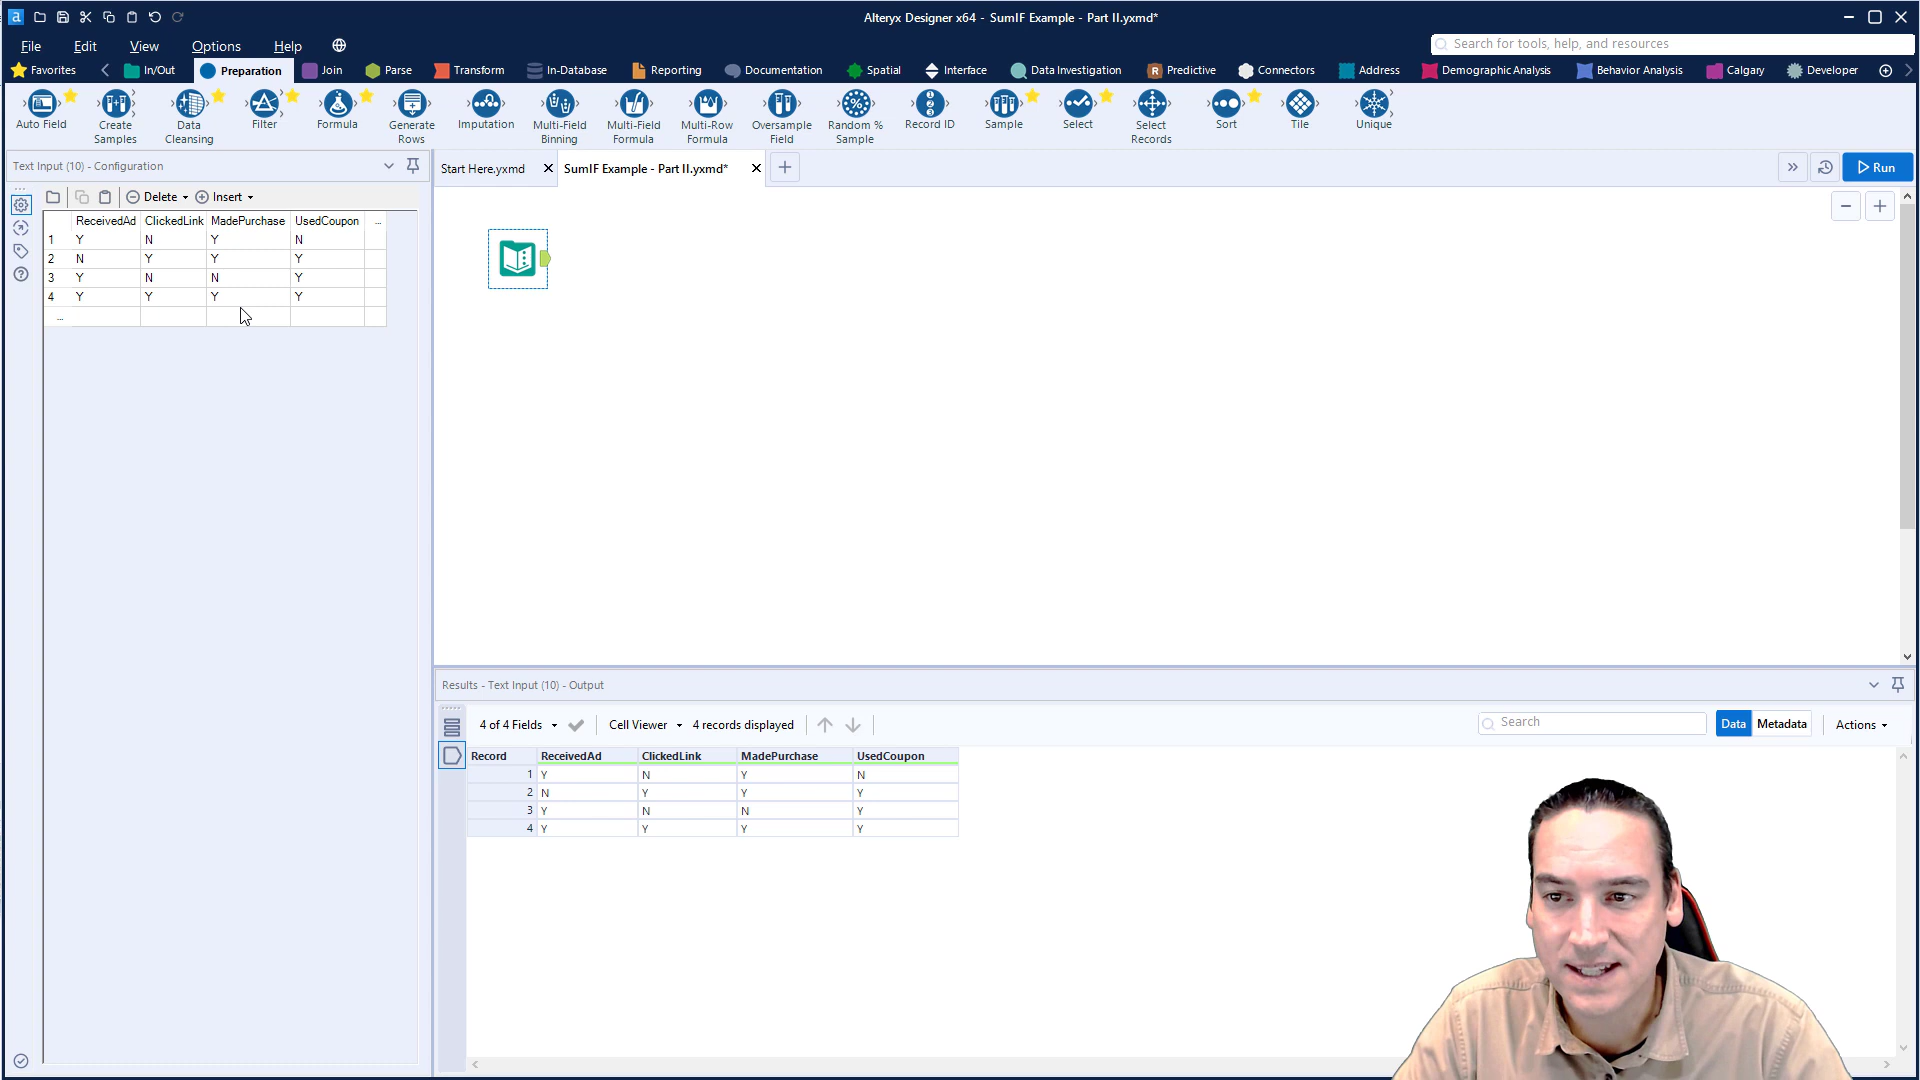 a
Alteryx Designer x64 - SumIF Example - Part II.yxmd*
File Edit View Options Help
Search for tools, help, and resources
Favorites In/Out Preparation Join Parse Transform In-Database Reporting Documentation Spatial Interface Data Investigation Predictive Connectors Address Demographic Analysis Behavior Analysis Calgary Developer
Auto Field
Create Samples
Data Cleansing
Filter
Formula
Generate Rows
Imputation
Multi-Field Binning
Multi-Field Formula
Multi-Row Formula
Oversample Field
Random % Sample
Record ID
Sample
Select
Select Records
Sort
Tile
Unique
Text Input (10) - Configuration
Start Here.yxmd
SumIF Example - Part II.yxmd*
Run
Delete Insert
ReceivedAd ClickedLink MadePurchase UsedCoupon ...
1 Y N Y N
2 N Y Y Y
3 Y N N Y
4 Y Y Y Y
...
Results - Text Input (10) - Output
4 of 4 Fields Cell Viewer 4 records displayed Search Data Metadata Actions
Record ReceivedAd ClickedLink MadePurchase UsedCoupon
1 Y N Y N
2 N Y Y Y
3 Y N N Y
4 Y Y Y Y